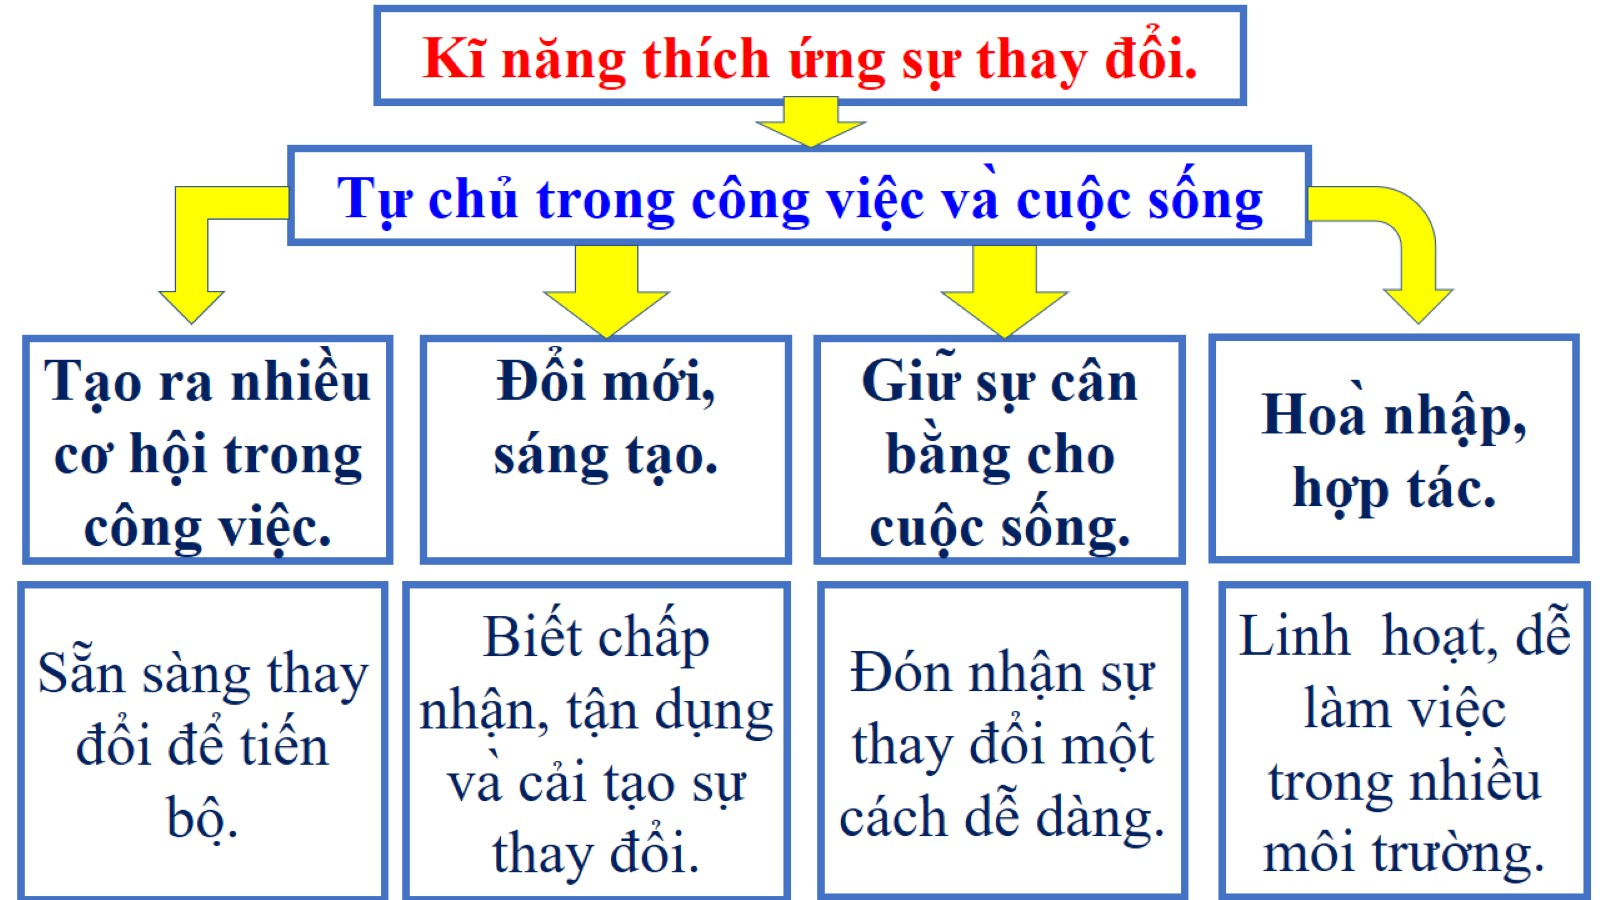 Kĩ năng thích ứng sự thay đổi.
Tự chủ trong công việc và cuộc sống
Tạo ra nhiều
cơ hội trong
công việc.
Đổi mới,
sáng tạo.
Giữ sự cân
bằng cho
cuộc sống.
Hoà nhập,
hợp tác.
Sẵn sàng thay
đổi để tiến
bộ.
Biết chấp
nhận, tận dụng
và cải tạo sự
thay đổi.
Đón nhận sự
thay đổi một
cách dễ dàng.
Linh hoạt, dễ
làm việc
trong nhiều
môi trường.